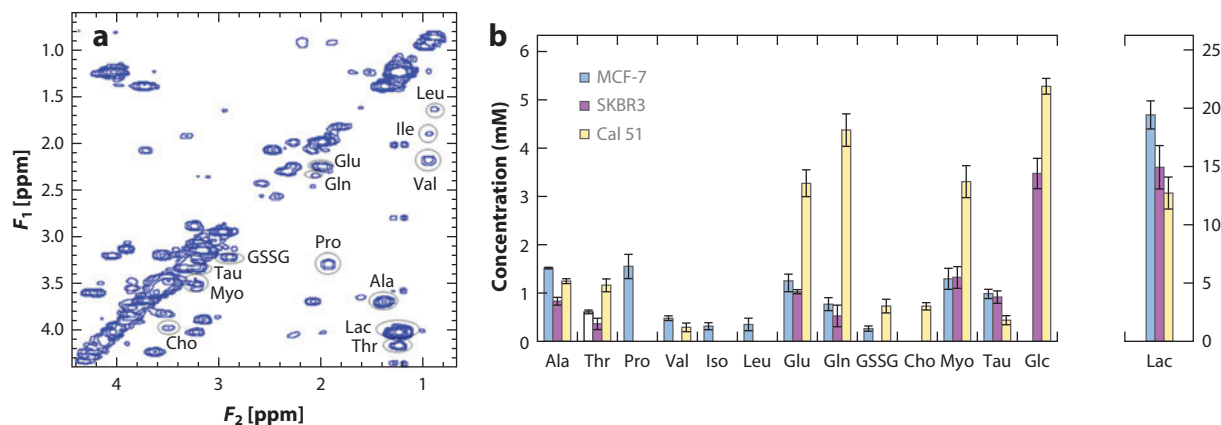 a
1.0
1.5
2.0
2.5
3.0
3.5
4.0
F1 [ppm]
4
3
2
1
F2 [ppm]
Leu
Ile
Glu
Gln
Val
GSSG
Pro
Tau
Myo
Ala
Cho
Lac
Thr
b
Concentration (mM)
6
5
4
3
2
1
0
MCF-7
SKBR3
Cal 51
Ala Thr Pro Val Iso Leu Glu Gln GSSG Cho Myo Tau Glc
25
20
15
10
5
0
Lac